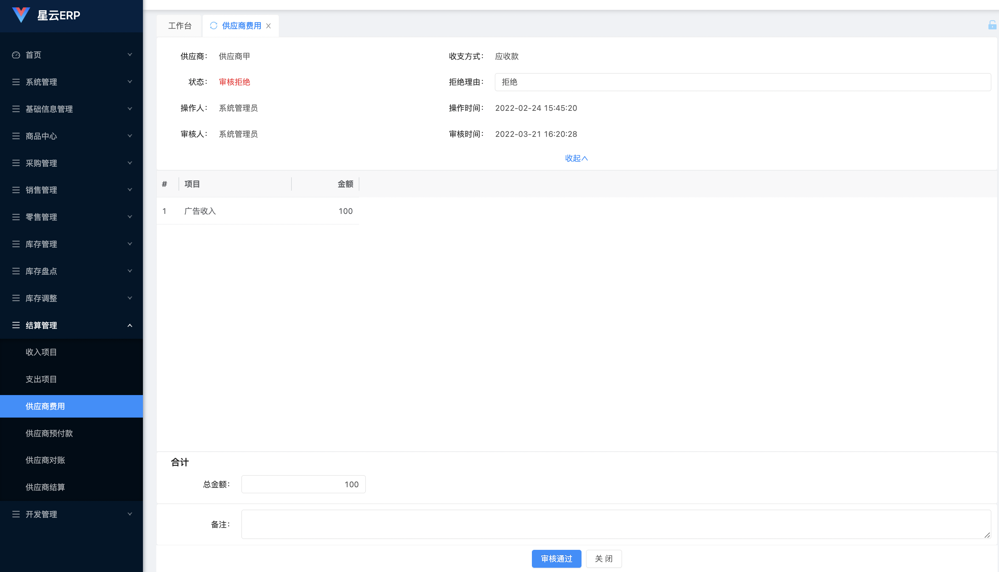 星云ERP
首页
系统管理
基础信息管理
商品中心
采购管理
销售管理
零售管理
库存管理
库存盘点
库存调整
结算管理
收入项目
支出项目
供应商费用
供应商预付款
供应商对账
供应商结算
开发管理
工作台 供应商费用
供应商： 供应商甲 收支方式： 应收款
状态： 审核拒绝 拒绝理由： 拒绝
操作人： 系统管理员 操作时间： 2022-02-24 15:45:20
审核人： 系统管理员 审核时间： 2022-03-21 16:20:28
收起
# 项目 金额
1 广告收入 100
合计
总金额： 100
备注：
审核通过 关 闭